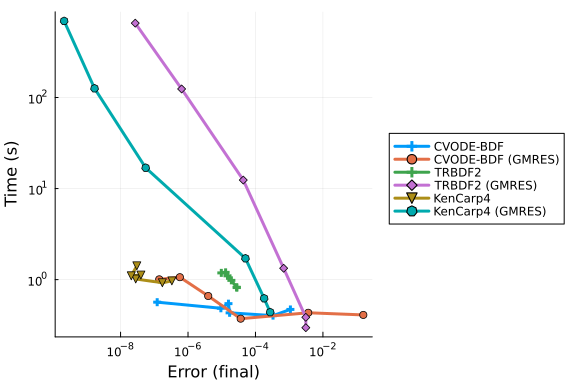 Time (s)
10²
10¹
10⁰
10⁻⁸
10⁻⁶
10⁻⁴
10⁻²
Error (final)
CVODE-BDF
CVODE-BDF (GMRES)
TRBDF2
TRBDF2 (GMRES)
KenCarp4
KenCarp4 (GMRES)